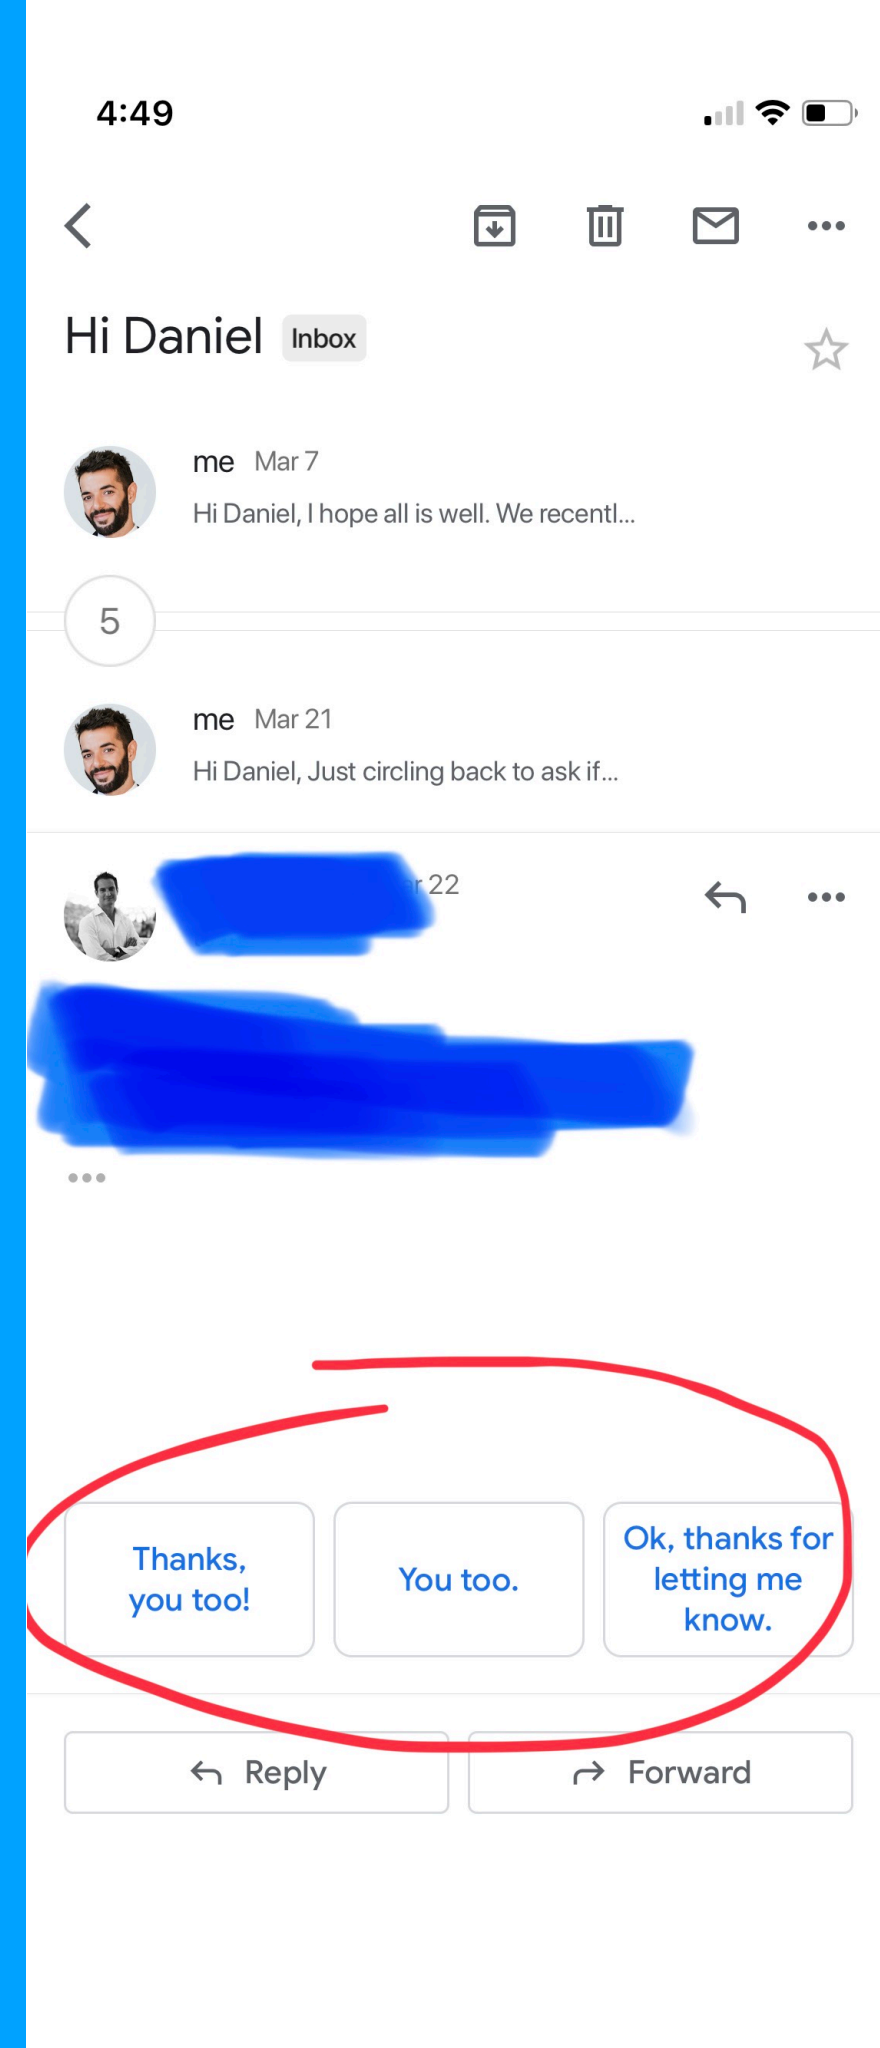 4:49
Hi Daniel Inbox
me Mar 7
Hi Daniel, I hope all is well. We recentl...
5
me Mar 21
Hi Daniel, Just circling back to ask if...
22
Thanks,
you too!
You too.
Ok, thanks for
letting me
know.
Reply
Forward